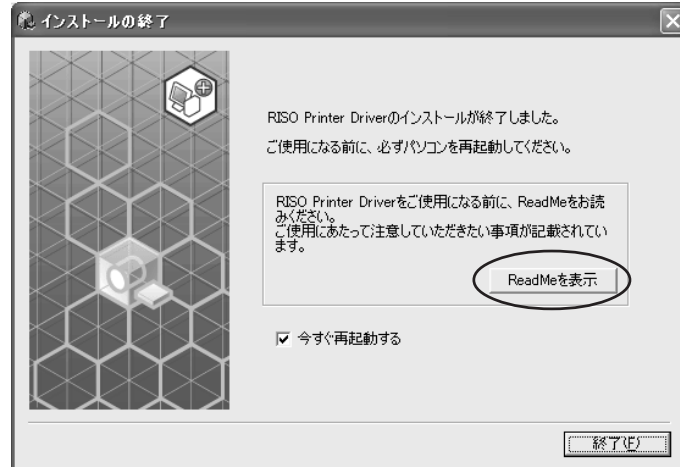 インストールの終了
RISO Printer Driverのインストールが終了しました。
ご使用になる前に、必ずパソコンを再起動してください。
RISO Printer Driverをご使用になる前に、ReadMeをお読
みください。
ご使用にあたって注意していただきたい事項が記載されてい
ます。
ReadMeを表示
今すぐ再起動する
終了(F)